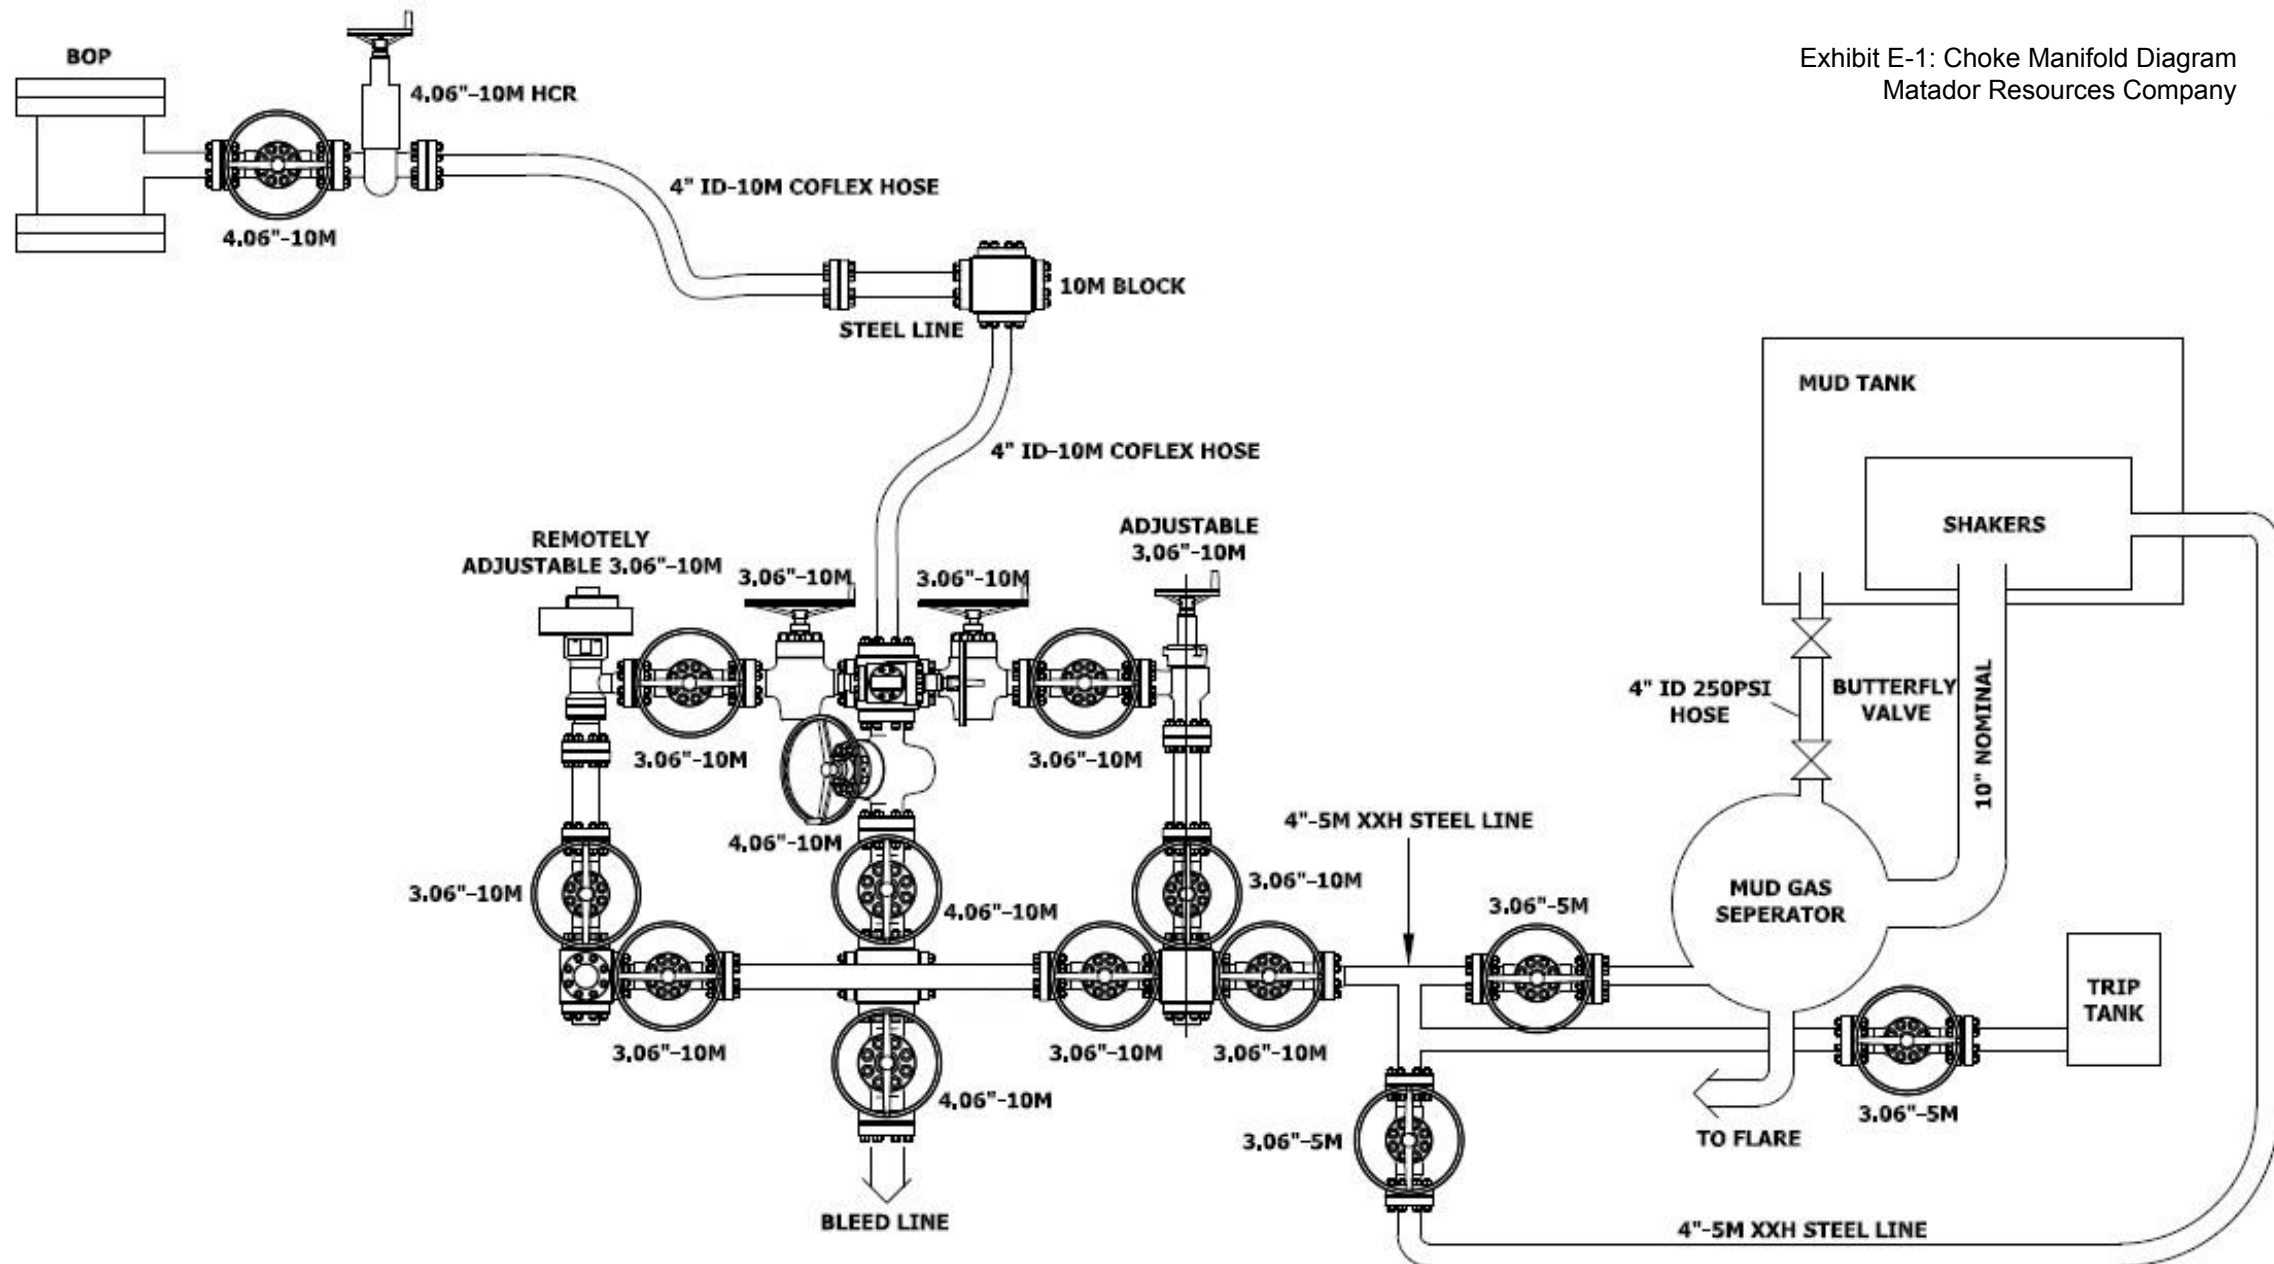 Exhibit E-1: Choke Manifold Diagram
Matador Resources Company
BOP
4.06"-10M HCR
4.06"-10M
4" ID-10M COFLEX HOSE
10M BLOCK
STEEL LINE
4" ID-10M COFLEX HOSE
MUD TANK
SHAKERS
REMOTELY
ADJUSTABLE 3.06"-10M
3.06"-10M
3.06"-10M
ADJUSTABLE
3.06"-10M
3.06"-10M
3.06"-10M
4" ID 250PSI
HOSE
BUTTERFLY
VALVE
10" NOMINAL
4.06"-10M
4"-5M XXH STEEL LINE
3.06"-10M
4.06"-10M
3.06"-10M
3.06"-5M
MUD GAS
SEPERATOR
TRIP
TANK
3.06"-10M
3.06"-10M
3.06"-10M
4.06"-10M
3.06"-5M
TO FLARE
3.06"-5M
BLEED LINE
4"-5M XXH STEEL LINE